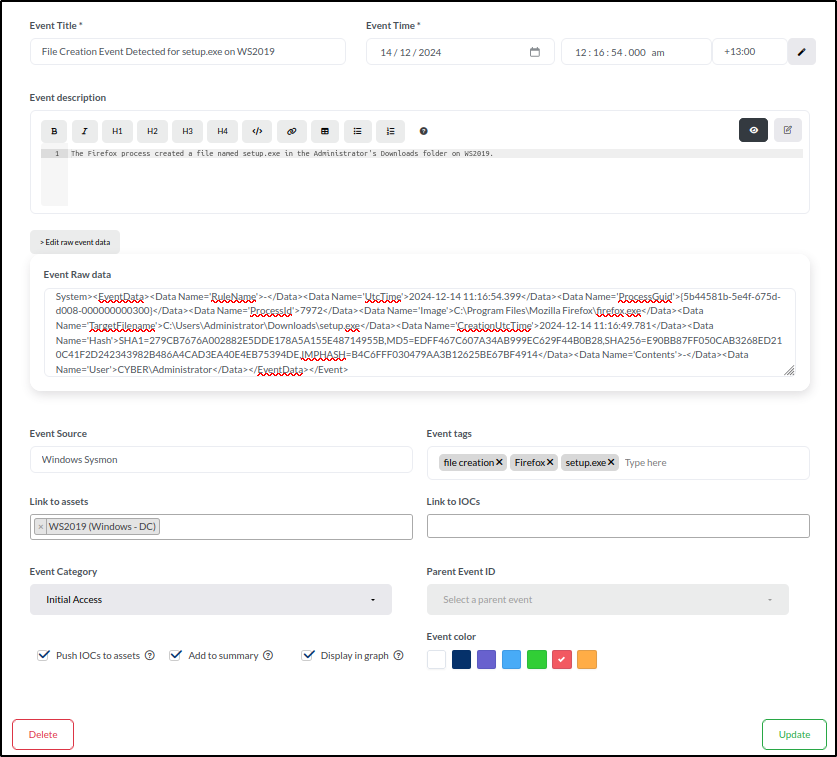 Event Title *
Event Time *
File Creation Event Detected for setup.exe on WS2019
14 / 12 / 2024
12 : 16 : 54 . 000 am
+13:00
Event description
B I H1 H2 H3 H4 </>
1 The Firefox process created a file named setup.exe in the Administrator's Downloads folder on WS2019.
> Edit raw event data
Event Raw data
System><EventData><Data Name='RuleName'>-</Data><Data Name='UtcTime'>2024-12-14 11:16:54.399</Data><Data Name='ProcessGuid'>{5b44581b-5e4f-675d-
d008-000000000300}</Data><Data Name='ProcessId'>7972</Data><Data Name='Image'>C:\Program Files\Mozilla Firefox\firefox.exe</Data><Data
Name='TargetFilename'>C:\Users\Administrator\Downloads\setup.exe</Data><Data Name='CreationUtcTime'>2024-12-14 11:16:49.781</Data><Data
Name='Hash'>SHA1=279CB7676A002882E5DDE178A5A155E48714955B,MD5=EDFF467C607A34AB999EC629F44B0B28,SHA256=E90BB87FF050CAB3268ED21
0C41F2D242343982B486A4CAD3EA40E4EB75394DE,IMPHASH=B4C6FFF030479AA3B12625BE67BF4914</Data><Data Name='Contents'>-</Data><Data
Name='User'>CYBER\Administrator</Data></EventData></Event>
Event Source
Event tags
Windows Sysmon
file creation✕ Firefox✕ setup.exe✕ Type here
Link to assets
Link to IOCs
× WS2019 (Windows - DC)
Event Category
Parent Event ID
Initial Access
Select a parent event
Event color
Push IOCs to assets
Add to summary
Display in graph
Delete
Update